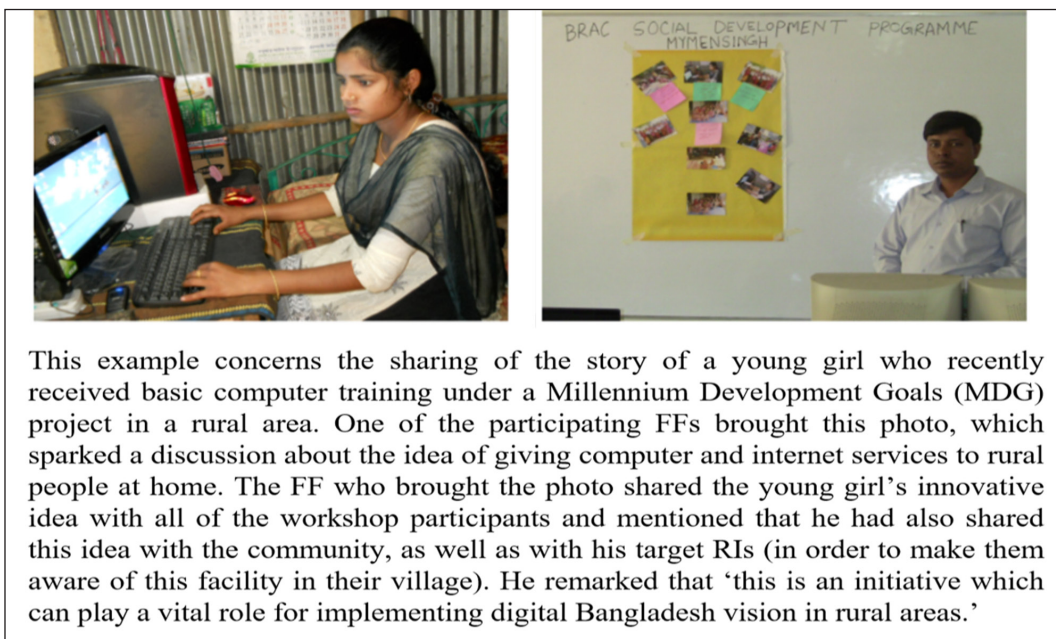 BRAC SOCIAL DEVELOPMENT PROGRAMME
MYMENSINGH
This example concerns the sharing of the story of a young girl who recently
received basic computer training under a Millennium Development Goals (MDG)
project in a rural area. One of the participating FFs brought this photo, which
sparked a discussion about the idea of giving computer and internet services to rural
people at home. The FF who brought the photo shared the young girl’s innovative
idea with all of the workshop participants and mentioned that he had also shared
this idea with the community, as well as with his target RIs (in order to make them
aware of this facility in their village). He remarked that ‘this is an initiative which
can play a vital role for implementing digital Bangladesh vision in rural areas.’